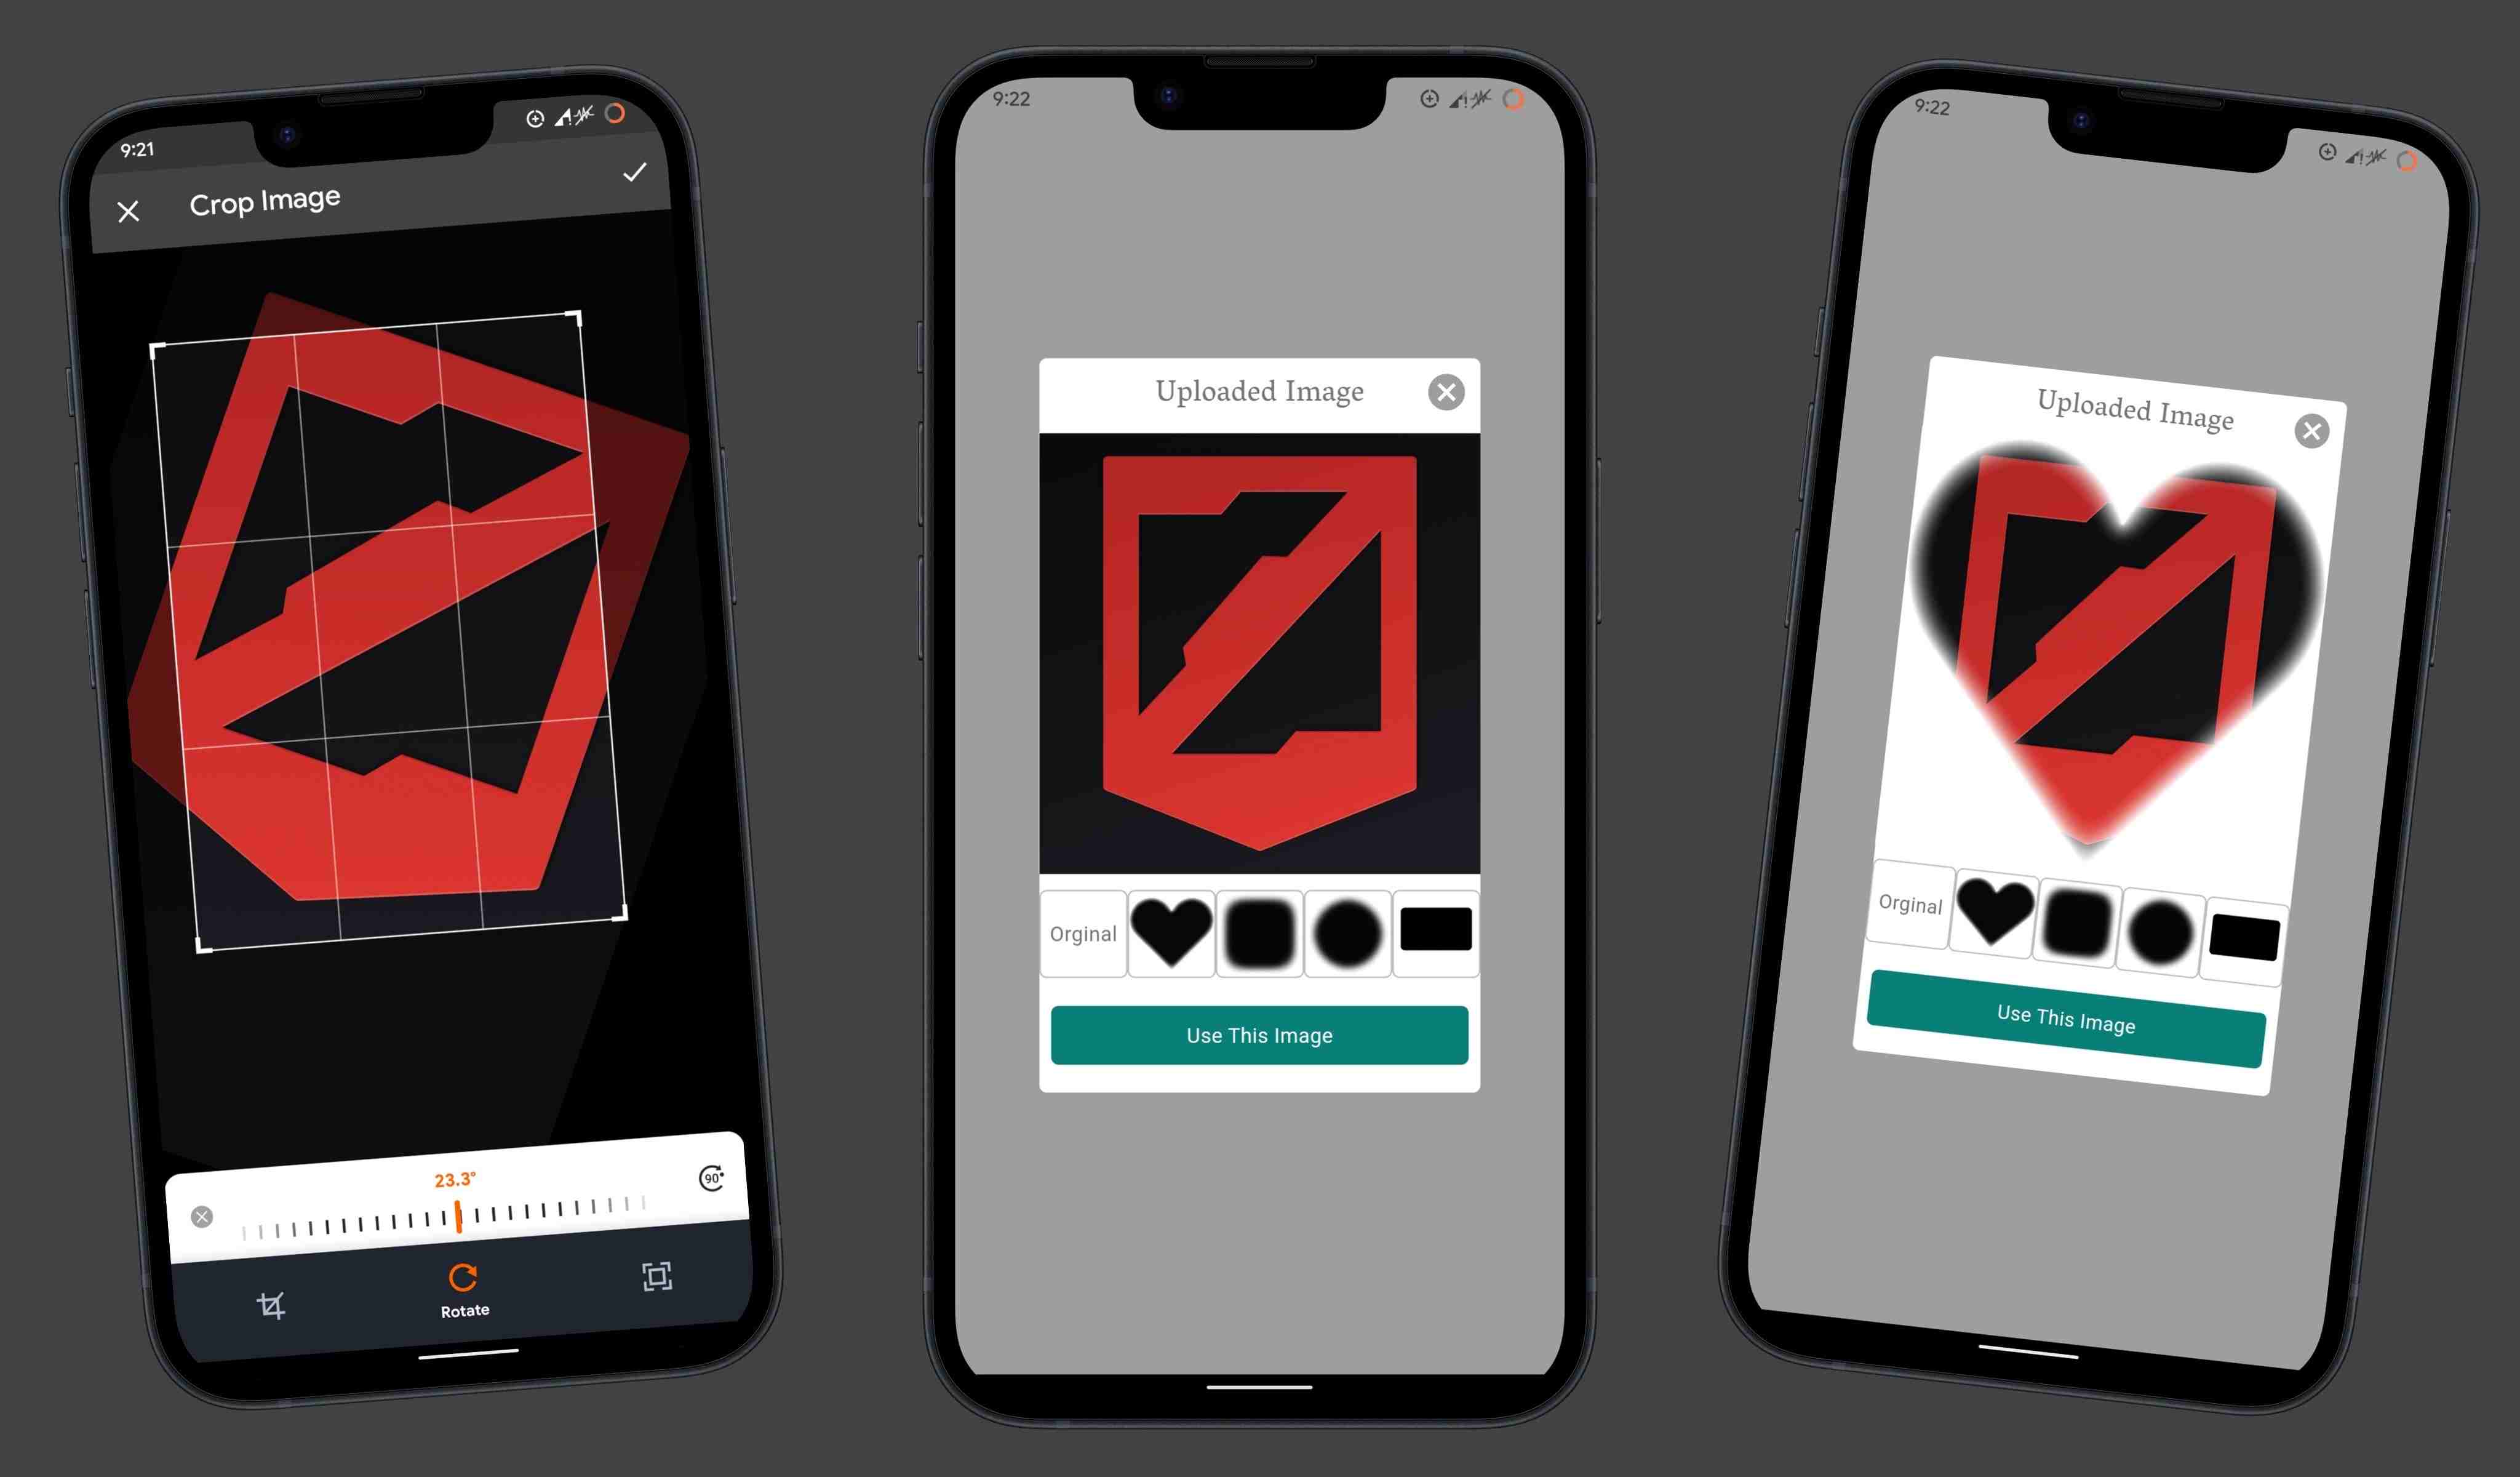 9:21
Crop Image
23.3°
90°
Rotate
9:22
Uploaded Image
Orginal
Use This Image
9:22
Uploaded Image
Orginal
Use This Image